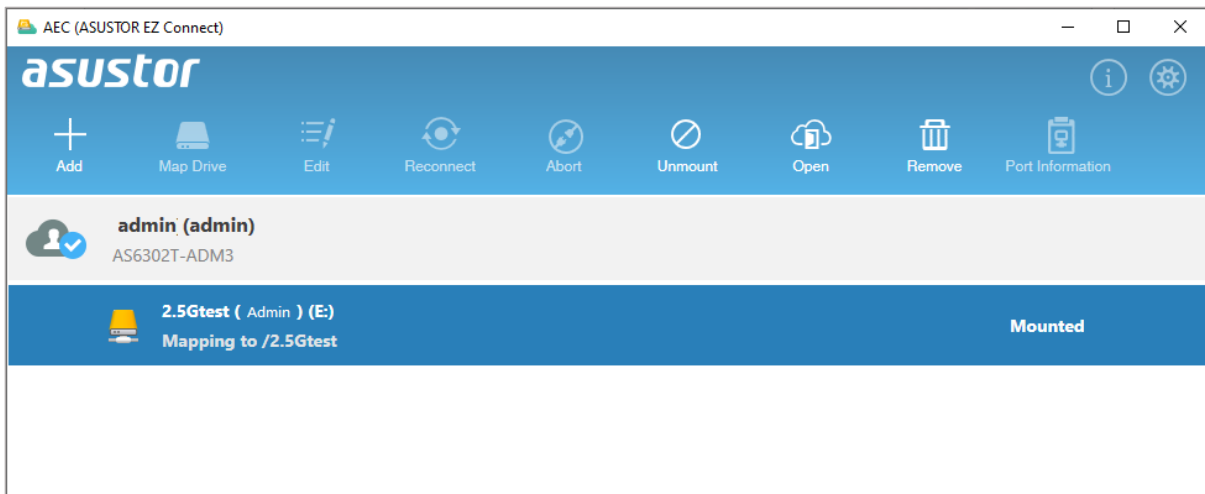 AEC (ASUSTOR EZ Connect)
asustor
Add Map Drive Edit Reconnect Abort Unmount Open Remove Port Information
admin (admin)
AS6302T-ADM3
2.5Gtest ( Admin ) (E:)
Mapping to /2.5Gtest
Mounted